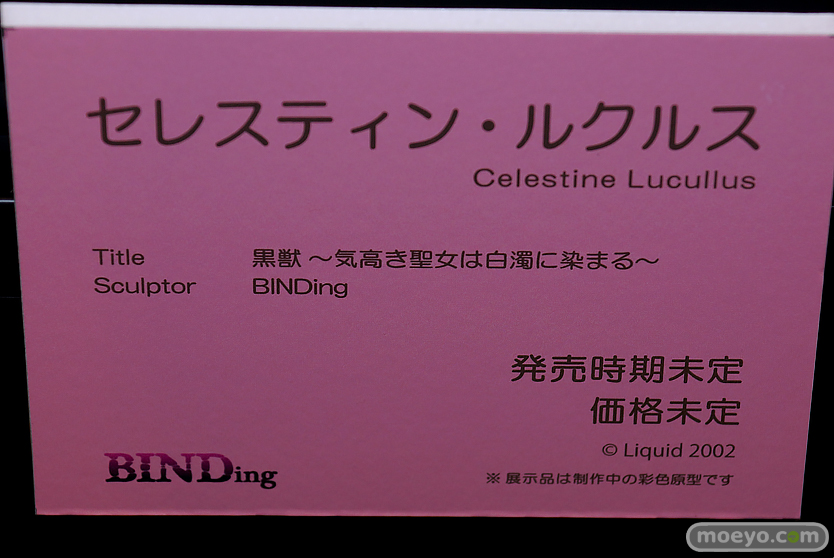 セレスティン・ルクルス
Celestine Lucullus
Title 黒獣 ～気高き聖女は白濁に染まる～
Sculptor BINDing
発売時期未定
価格未定
© Liquid 2002
BINDing
※ 展示品は制作中の彩色原型です
moeyo.com